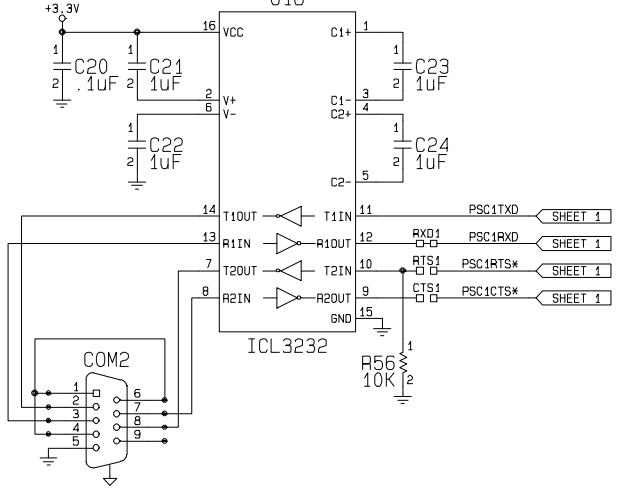 +3.3V
16 VCC C1+ 1
1 C20 .1uF 2
1 C21 1uF 2
1 C23 1uF 2
2 V+ C1- 3
6 V- C2+ 4
1 C22 1uF 2
1 C24 1uF 2
C2- 5
14 T1OUT T1IN 11 PSC1TXD SHEET 1
13 R1IN R1OUT 12 RXD1 PSC1RXD SHEET 1
7 T2OUT T2IN 10 RTS1 PSC1RTS* SHEET 1
8 R2IN R2OUT 9 CTS1 PSC1CTS* SHEET 1
GND 15
ICL3232
R56 10K 1 2
COM2
1 6
2 7
3 8
4 9
5